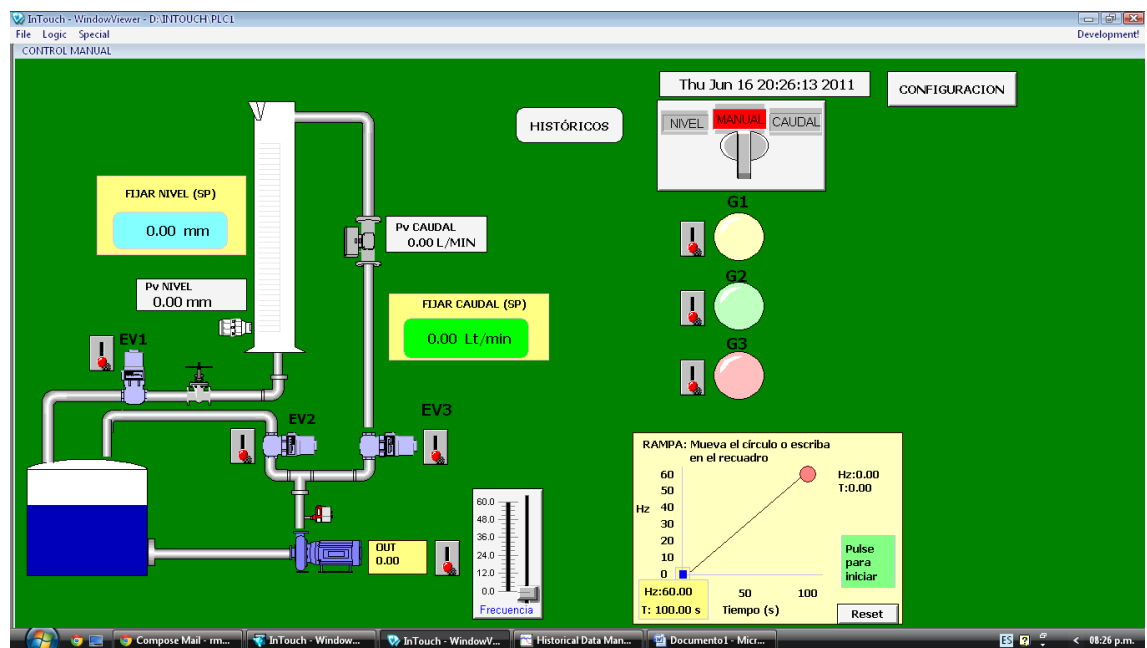 InTouch - WindowViewer - D:\INTOUCH\PLC1
File Logic Special
Development!
CONTROL MANUAL
Thu Jun 16 20:26:13 2011
CONFIGURACION
HISTÓRICOS
NIVEL
MANUAL
CAUDAL
FIJAR NIVEL (SP)
0.00 mm
Pv CAUDAL
0.00 L/MIN
Pv NIVEL
0.00 mm
FIJAR CAUDAL (SP)
0.00 Lt/min
G1
G2
G3
EV1
EV2
EV3
OUT
0.00
60.0
48.0
36.0
24.0
12.0
0.0
Frecuencia
RAMPA: Mueva el círculo o escriba
en el recuadro
60
50
Hz 40
30
20
10
0
Hz:0.00
T:0.00
Pulse
para
iniciar
Hz:60.00
T: 100.00 s
50
100
Tiempo (s)
Reset
Compose Mail - rm...
InTouch - Window...
InTouch - WindowV...
Historical Data Man...
Documento1 - Micr...
ES
08:26 p.m.